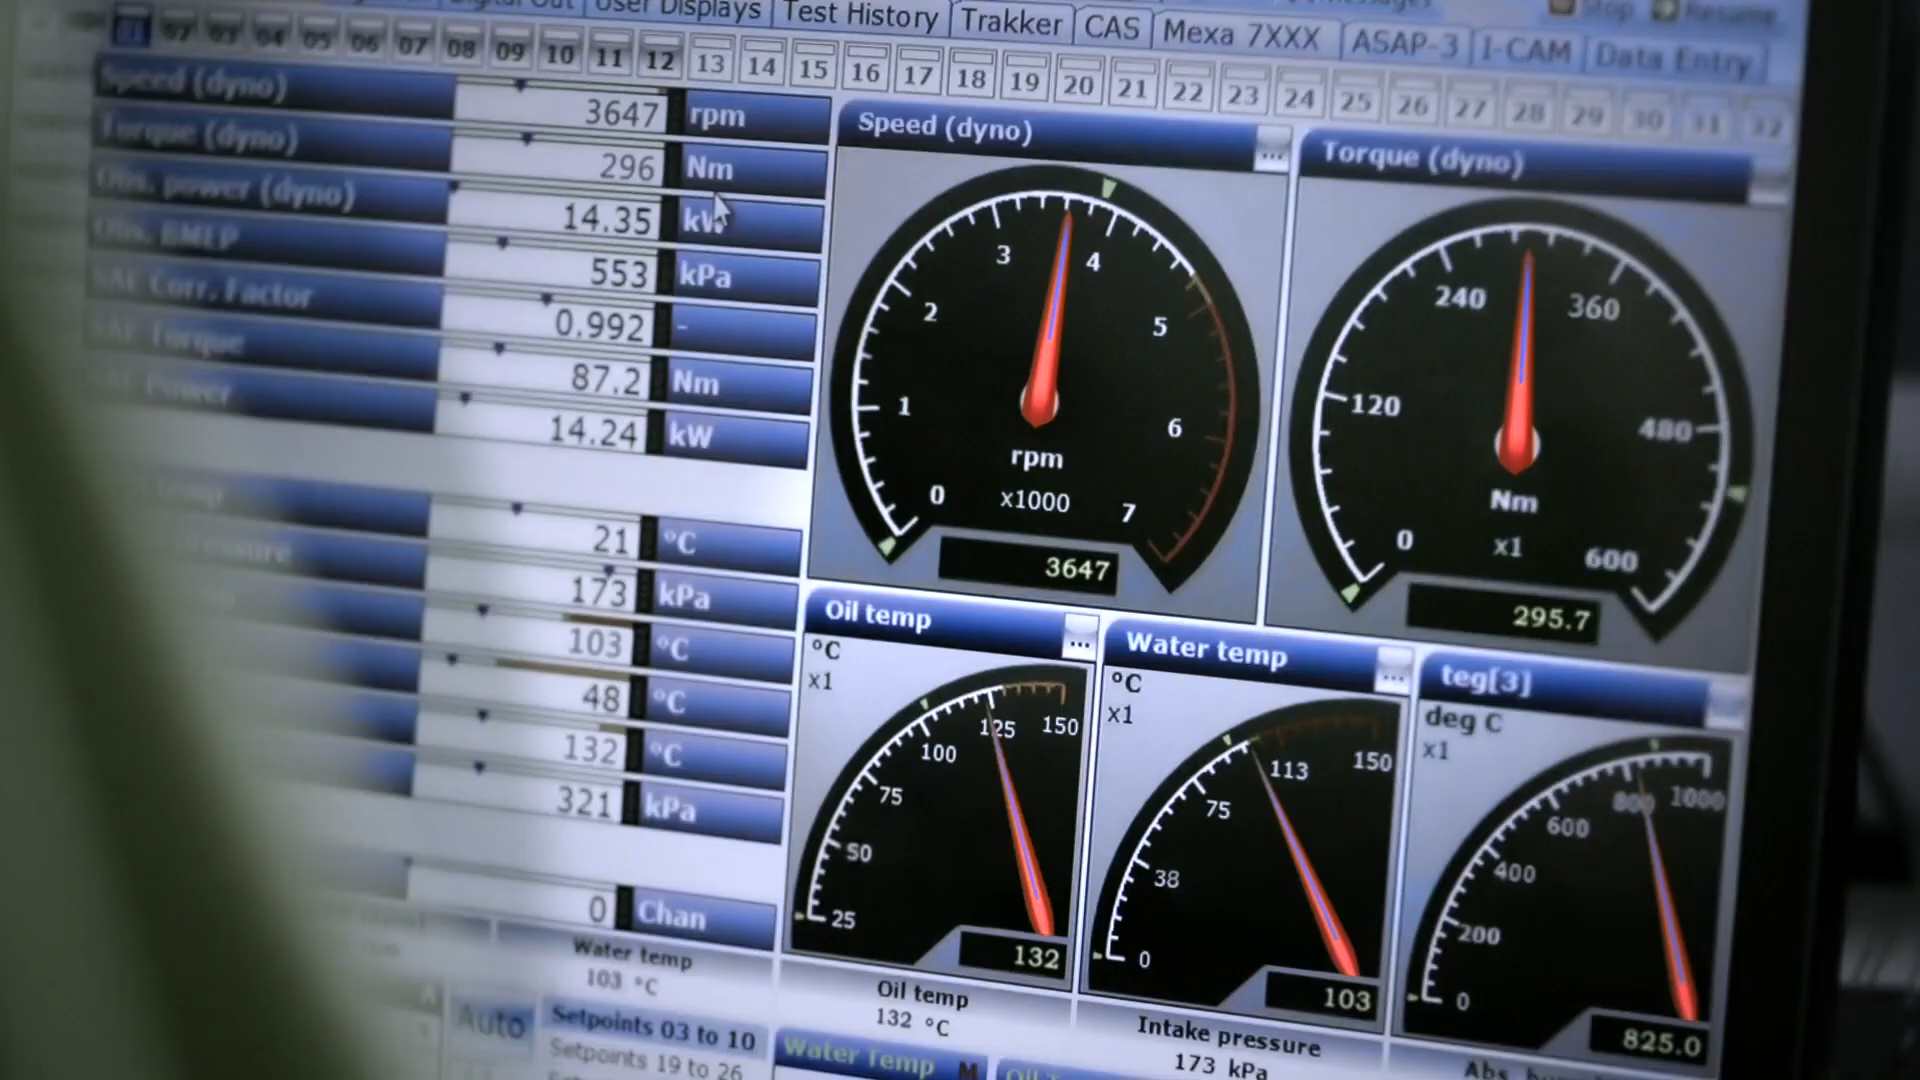 User Displays Test History Trakker CAS Mexa 7XXX ASAP-3 I-CAM Data Entry
Stop Resume
02 03 04 05 06 07 08 09 10 11 12 13 14 15 16 17 18 19 20 21 22 23 24 25 26 27 28 29 30 31 32
Speed (dyno) 3647 rpm
Torque (dyno) 296 Nm
Obs. power (dyno) 14.35 kW
Obs. BMEP 553 kPa
SAE Corr. Factor 0.992 -
SAE Torque 87.2 Nm
SAE Power 14.24 kW
21 °C
173 kPa
103 °C
48 °C
132 °C
321 kPa
0 Chan
Speed (dyno)
0 1 2 3 4 5 6 7
rpm
x1000
3647
Torque (dyno)
0 120 240 360 480 600
Nm
x1
295.7
Oil temp
°C
x1
25 50 75 100 125 150
132
Water temp
°C
x1
0 38 75 113 150
103
teg[3]
deg C
x1
0 200 400 600 800 1000
825.0
Water temp
103 °C
Oil temp
132 °C
Intake pressure
173 kPa
Auto
Setpoints 03 to 10
Setpoints 19 to 26
Water Temp M